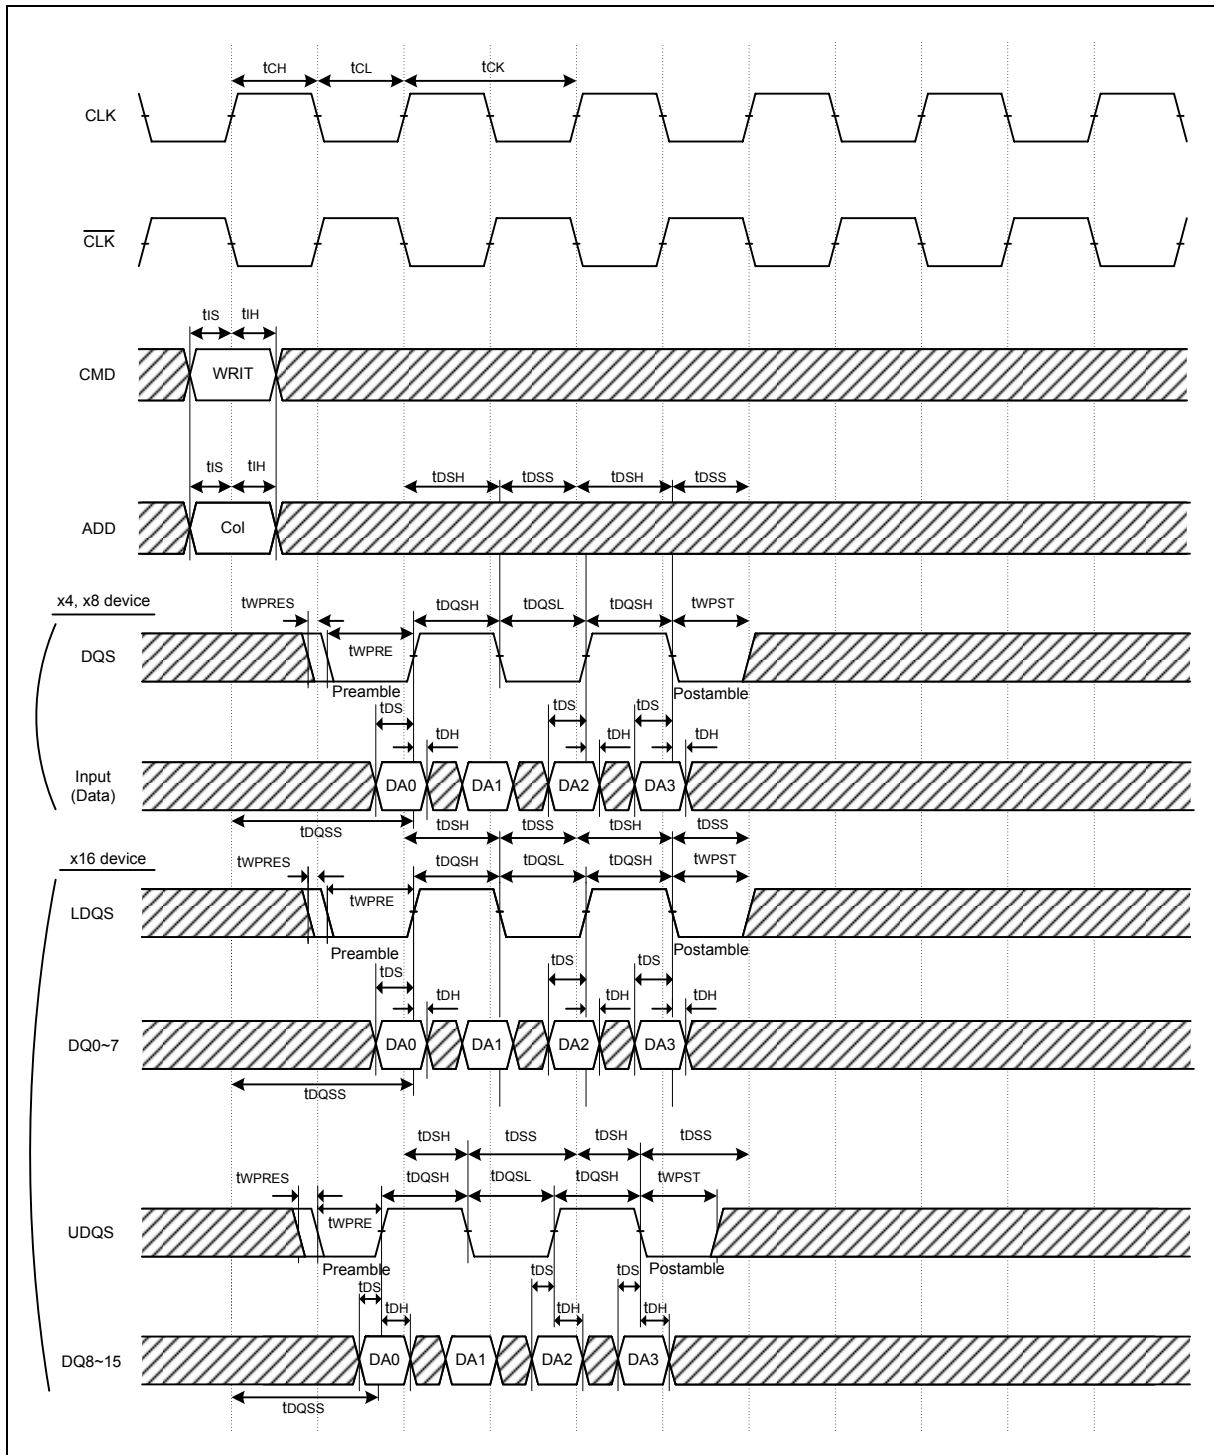 tCH tCL tCK
CLK
CLK
tIS tIH
CMD WRIT
tIS tIH tDSH tDSS tDSH tDSS
ADD Col
x4, x8 device
tWPRES tDQSH tDQSL tDQSH tWPST
DQS tWPRE
Preamble Postamble
tDS tDS tDS
tDH tDH tDH
Input
(Data) DA0 DA1 DA2 DA3
tDQSS tDSH tDSS tDSH tDSS
x16 device
tWPRES tDQSH tDQSL tDQSH tWPST
LDQS tWPRE
Preamble Postamble
tDS tDS tDS
tDH tDH tDH
DQ0~7 DA0 DA1 DA2 DA3
tDQSS
tDSH tDSS tDSH tDSS
tWPRES tDQSH tDQSL tDQSH tWPST
UDQS tWPRE
Preamble Postamble
tDS tDS tDS
tDH tDH tDH
DQ8~15 DA0 DA1 DA2 DA3
tDQSS